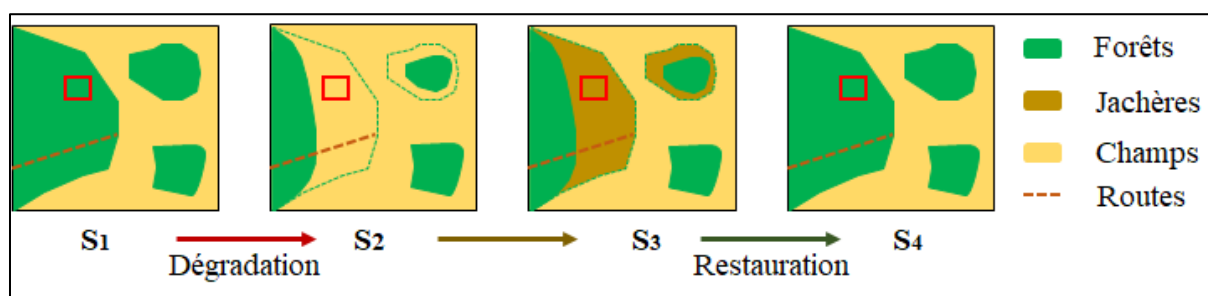 Forêts
Jachères
Champs
Routes
S1 S2 S3 S4
Dégradation Restauration